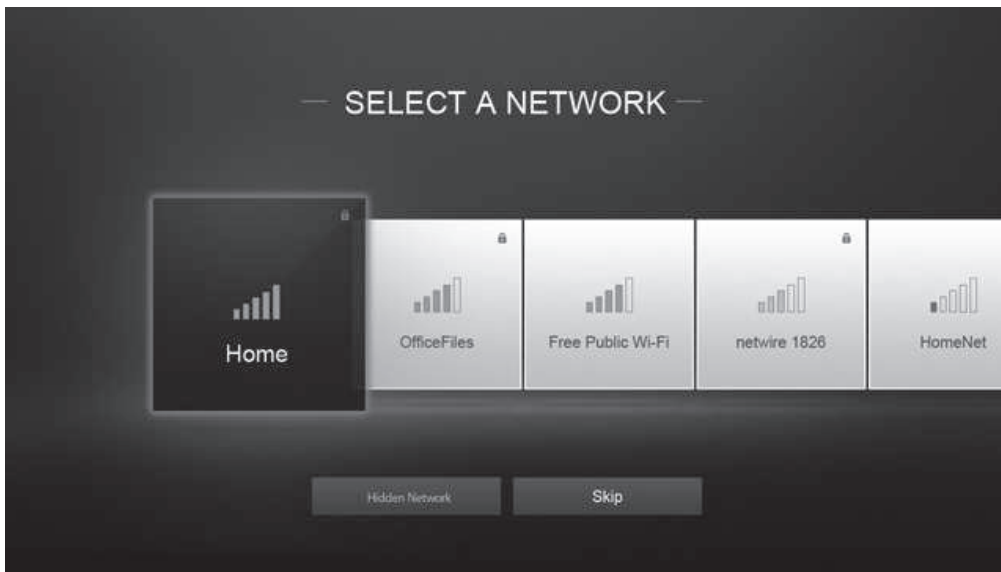 SELECT A NETWORK
Home
OfficeFiles
Free Public Wi-Fi
netwire 1826
HomeNet
Hidden Network
Skip